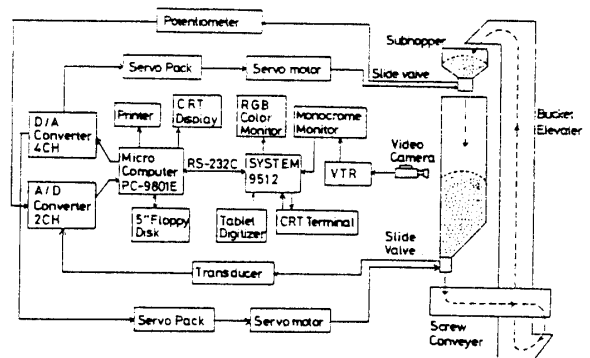 Potentiometer
Subhopper
Servo Pack
Servo motor
Slide valve
D/A
Converter
4CH
Printer
CRT
Display
RGB
Color
Monitor
Monocrome
Monitor
Bucket
Elevater
Micro
Computer
PC-9801E
RS-232C
SYSTEM
9512
VTR
Video
Camera
A/D
Converter
2CH
5" Floppy
Disk
Tablet
Digitizer
CRT Terminal
Slide
Valve
Transducer
Servo Pack
Servo motor
Screw
Conveyer